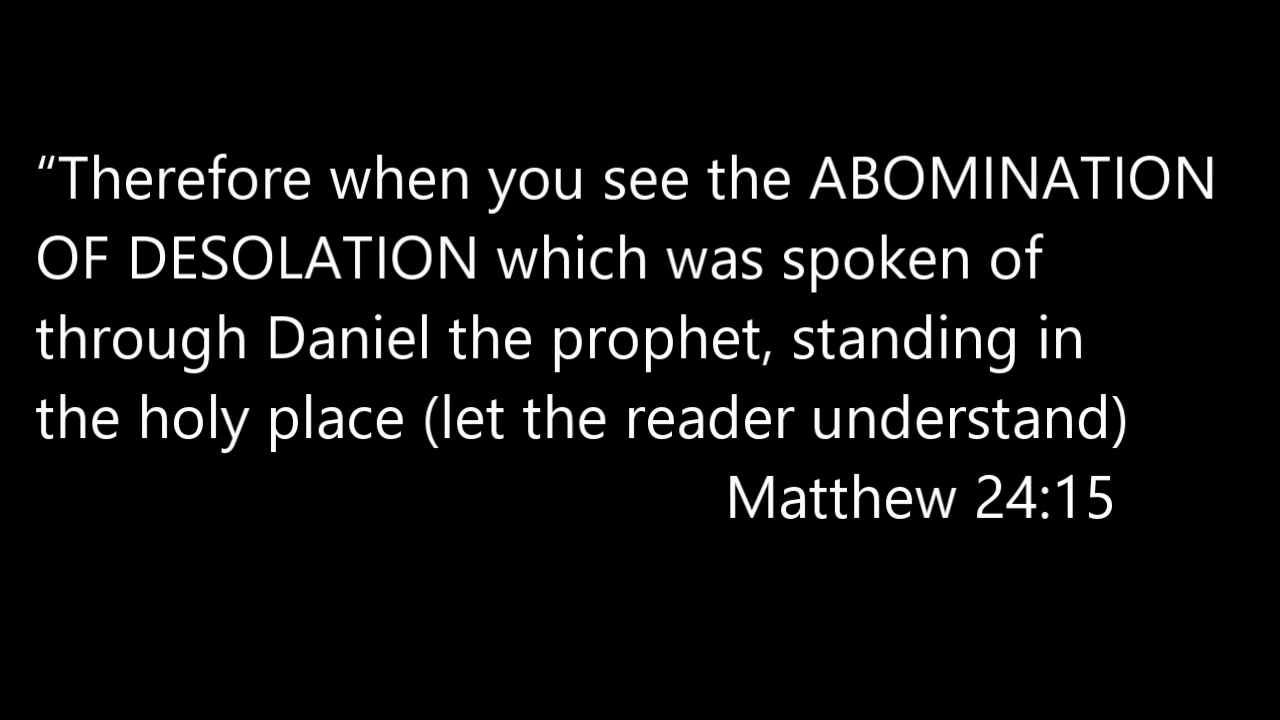 “Therefore when you see the ABOMINATION
OF DESOLATION which was spoken of
through Daniel the prophet, standing in
the holy place (let the reader understand)
Matthew 24:15